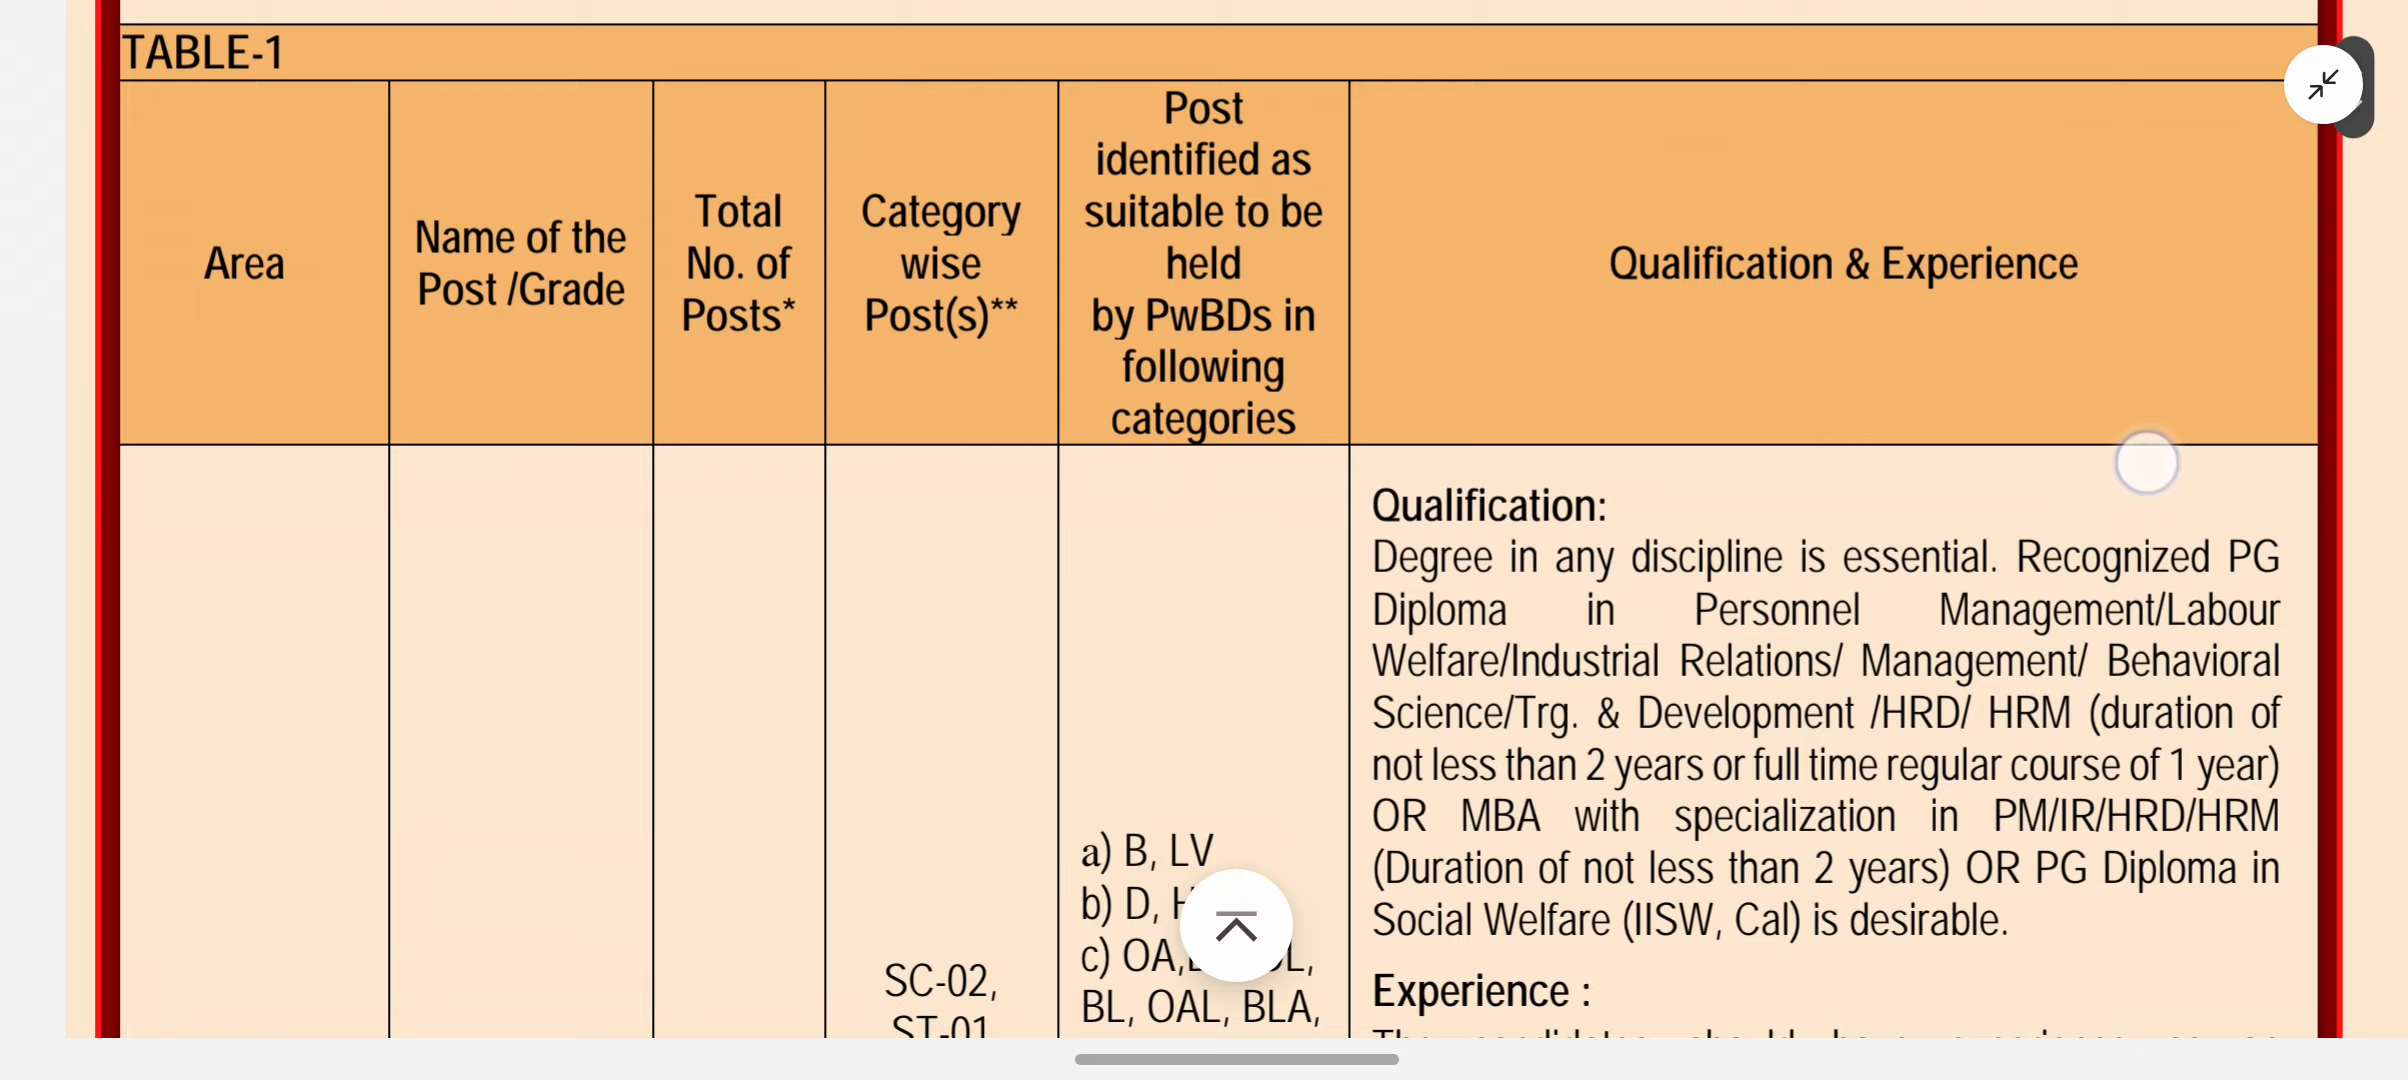 TABLE-1
Area
Name of the
Post /Grade
Total
No. of
Posts*
Category
wise
Post(s)**
Post
identified as
suitable to be
held
by PwBDs in
following
categories
Qualification & Experience
SC-02,
ST-01
a) B, LV
b) D,
c) OA,
BL, OAL, BLA,
Qualification:
Degree in any discipline is essential. Recognized PG
Diploma in Personnel Management/Labour
Welfare/Industrial Relations/ Management/ Behavioral
Science/Trg. & Development /HRD/ HRM (duration of
not less than 2 years or full time regular course of 1 year)
OR MBA with specialization in PM/IR/HRD/HRM
(Duration of not less than 2 years) OR PG Diploma in
Social Welfare (IISW, Cal) is desirable.
Experience :